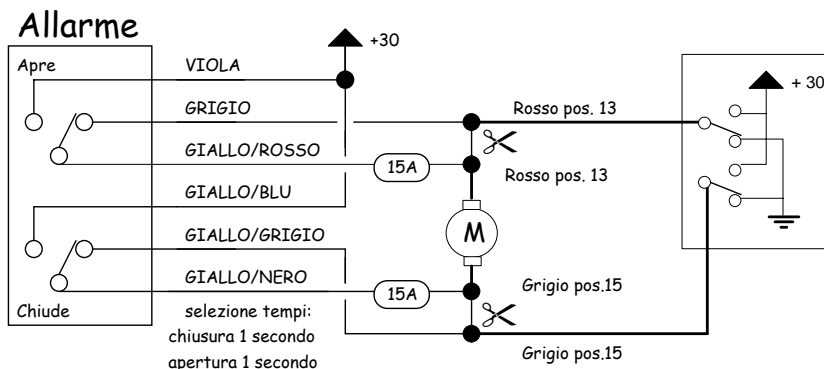 Allarme
+30
Apre
VIOLA
+ 30
GRIGIO
Rosso pos. 13
GIALLO/ROSSO
15A
Rosso pos. 13
GIALLO/BLU
M
GIALLO/GRIGIO
GIALLO/NERO
15A
Grigio pos.15
Chiude
selezione tempi:
chiusura 1 secondo
apertura 1 secondo
Grigio pos.15